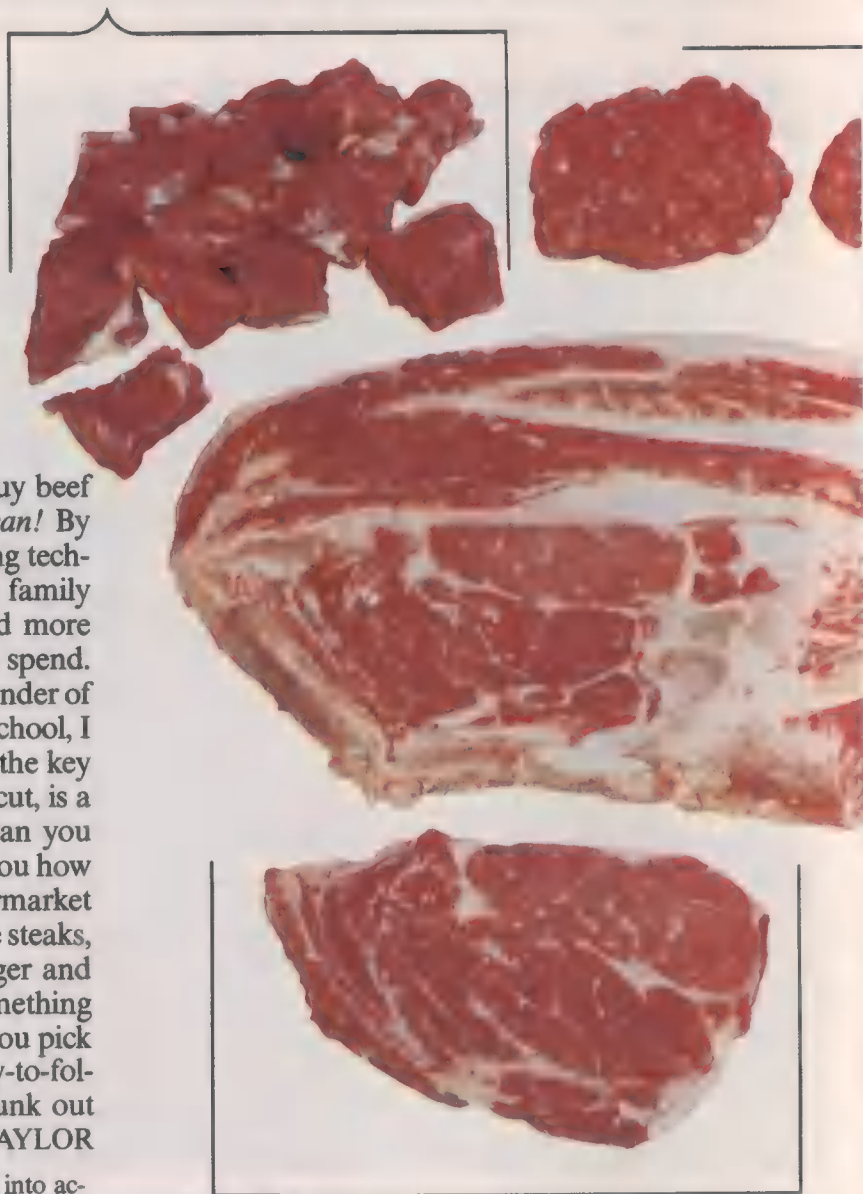 uy beef
an! By
ng tech-
family
d more
spend.
nder of
chool, I
the key
cut, is a
an you
ou how
rmarket
e steaks,
ger and
mething
ou pick
y-to-fol-
unk out
AYLOR
into ac-